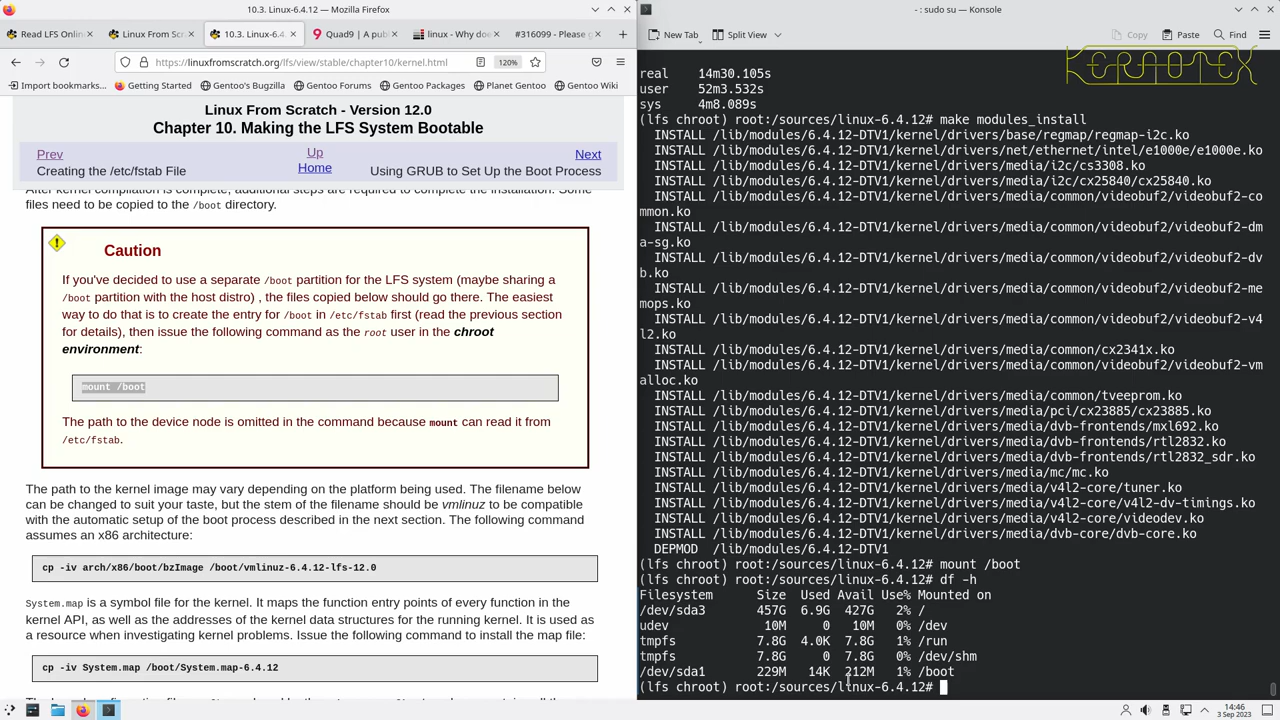 10.3. Linux-6.4.12 — Mozilla Firefox
Read LFS Onlin
Linux From Scra
10.3. Linux-6.4.
Quad9 | A publ
linux - Why doe
#316099 - Please g
https://linuxfromscratch.org/lfs/view/stable/chapter10/kernel.html
120%
Import bookmarks...
Getting Started
Gentoo's Bugzilla
Gentoo Forums
Gentoo Packages
Planet Gentoo
Gentoo Wiki
Linux From Scratch - Version 12.0
Chapter 10. Making the LFS System Bootable
Prev
Up
Next
Creating the /etc/fstab File
Home
Using GRUB to Set Up the Boot Process
After kernel compilation is complete, additional steps are required to complete the installation. Some
files need to be copied to the /boot directory.
Caution
If you've decided to use a separate /boot partition for the LFS system (maybe sharing a
/boot partition with the host distro) , the files copied below should go there. The easiest
way to do that is to create the entry for /boot in /etc/fstab first (read the previous section
for details), then issue the following command as the root user in the chroot
environment:
mount /boot
The path to the device node is omitted in the command because mount can read it from
/etc/fstab.
The path to the kernel image may vary depending on the platform being used. The filename below
can be changed to suit your taste, but the stem of the filename should be vmlinuz to be compatible
with the automatic setup of the boot process described in the next section. The following command
assumes an x86 architecture:
cp -iv arch/x86/boot/bzImage /boot/vmlinuz-6.4.12-lfs-12.0
System.map is a symbol file for the kernel. It maps the function entry points of every function in the
kernel API, as well as the addresses of the kernel data structures for the running kernel. It is used as
a resource when investigating kernel problems. Issue the following command to install the map file:
cp -iv System.map /boot/System.map-6.4.12
- : sudo su — Konsole
New Tab
Split View
Copy
Paste
Find
KERNOTEX
real    14m30.105s
user    52m3.532s
sys     4m8.089s
(lfs chroot) root:/sources/linux-6.4.12# make modules_install
INSTALL /lib/modules/6.4.12-DTV1/kernel/drivers/base/regmap/regmap-i2c.ko
INSTALL /lib/modules/6.4.12-DTV1/kernel/drivers/net/ethernet/intel/e1000e/e1000e.ko
INSTALL /lib/modules/6.4.12-DTV1/kernel/drivers/media/i2c/cs3308.ko
INSTALL /lib/modules/6.4.12-DTV1/kernel/drivers/media/i2c/cx25840/cx25840.ko
INSTALL /lib/modules/6.4.12-DTV1/kernel/drivers/media/common/videobuf2/videobuf2-co
mmon.ko
INSTALL /lib/modules/6.4.12-DTV1/kernel/drivers/media/common/videobuf2/videobuf2-dm
a-sg.ko
INSTALL /lib/modules/6.4.12-DTV1/kernel/drivers/media/common/videobuf2/videobuf2-dv
b.ko
INSTALL /lib/modules/6.4.12-DTV1/kernel/drivers/media/common/videobuf2/videobuf2-me
mops.ko
INSTALL /lib/modules/6.4.12-DTV1/kernel/drivers/media/common/videobuf2/videobuf2-v4
l2.ko
INSTALL /lib/modules/6.4.12-DTV1/kernel/drivers/media/common/cx2341x.ko
INSTALL /lib/modules/6.4.12-DTV1/kernel/drivers/media/common/videobuf2/videobuf2-vm
alloc.ko
INSTALL /lib/modules/6.4.12-DTV1/kernel/drivers/media/common/tveeprom.ko
INSTALL /lib/modules/6.4.12-DTV1/kernel/drivers/media/pci/cx23885/cx23885.ko
INSTALL /lib/modules/6.4.12-DTV1/kernel/drivers/media/dvb-frontends/mxl692.ko
INSTALL /lib/modules/6.4.12-DTV1/kernel/drivers/media/dvb-frontends/rtl2832.ko
INSTALL /lib/modules/6.4.12-DTV1/kernel/drivers/media/dvb-frontends/rtl2832_sdr.ko
INSTALL /lib/modules/6.4.12-DTV1/kernel/drivers/media/mc/mc.ko
INSTALL /lib/modules/6.4.12-DTV1/kernel/drivers/media/v4l2-core/tuner.ko
INSTALL /lib/modules/6.4.12-DTV1/kernel/drivers/media/v4l2-core/v4l2-dv-timings.ko
INSTALL /lib/modules/6.4.12-DTV1/kernel/drivers/media/v4l2-core/videodev.ko
INSTALL /lib/modules/6.4.12-DTV1/kernel/drivers/media/dvb-core/dvb-core.ko
DEPMOD  /lib/modules/6.4.12-DTV1
(lfs chroot) root:/sources/linux-6.4.12# mount /boot
(lfs chroot) root:/sources/linux-6.4.12# df -h
Filesystem      Size  Used Avail Use% Mounted on
/dev/sda3       457G  6.9G  427G   2% /
udev             10M     0   10M   0% /dev
tmpfs           7.8G  4.0K  7.8G   1% /run
tmpfs           7.8G     0  7.8G   0% /dev/shm
/dev/sda1       229M   14K  212M   1% /boot
(lfs chroot) root:/sources/linux-6.4.12#
14:46
3 Sep 2023